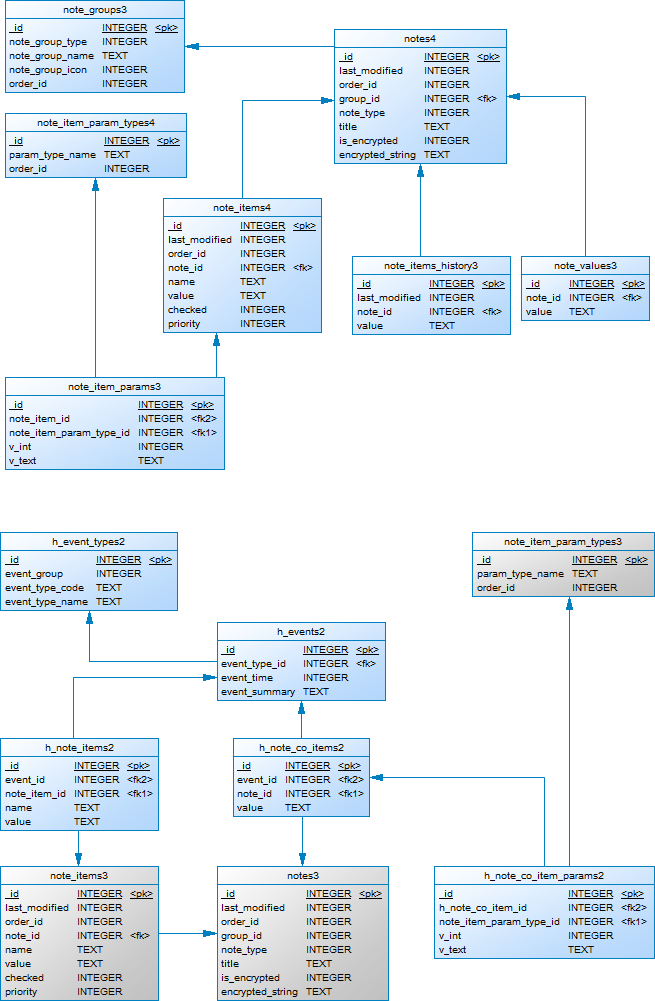 note_groups3
_id INTEGER <pk>
note_group_type INTEGER
note_group_name TEXT
note_group_icon INTEGER
order_id INTEGER
notes4
_id INTEGER <pk>
last_modified INTEGER
order_id INTEGER
group_id INTEGER <fk>
note_type INTEGER
title TEXT
is_encrypted INTEGER
encrypted_string TEXT
note_item_param_types4
_id INTEGER <pk>
param_type_name TEXT
order_id INTEGER
note_items4
_id INTEGER <pk>
last_modified INTEGER
order_id INTEGER
note_id INTEGER <fk>
name TEXT
value TEXT
checked INTEGER
priority INTEGER
note_items_history3
_id INTEGER <pk>
last_modified INTEGER
note_id INTEGER <fk>
value TEXT
note_values3
_id INTEGER <pk>
note_id INTEGER <fk>
value TEXT
note_item_params3
_id INTEGER <pk>
note_item_id INTEGER <fk2>
note_item_param_type_id INTEGER <fk1>
v_int INTEGER
v_text TEXT
h_event_types2
_id INTEGER <pk>
event_group INTEGER
event_type_code TEXT
event_type_name TEXT
note_item_param_types3
_id INTEGER <pk>
param_type_name TEXT
order_id INTEGER
h_events2
_id INTEGER <pk>
event_type_id INTEGER <fk>
event_time INTEGER
event_summary TEXT
h_note_items2
_id INTEGER <pk>
event_id INTEGER <fk2>
note_item_id INTEGER <fk1>
name TEXT
value TEXT
h_note_co_items2
_id INTEGER <pk>
event_id INTEGER <fk2>
note_id INTEGER <fk1>
value TEXT
note_items3
_id INTEGER <pk>
last_modified INTEGER
order_id INTEGER
note_id INTEGER <fk>
name TEXT
value TEXT
checked INTEGER
priority INTEGER
notes3
_id INTEGER <pk>
last_modified INTEGER
order_id INTEGER
group_id INTEGER
note_type INTEGER
title TEXT
is_encrypted INTEGER
encrypted_string TEXT
h_note_co_item_params2
_id INTEGER <pk>
h_note_co_item_id INTEGER <fk2>
note_item_param_type_id INTEGER <fk1>
v_int INTEGER
v_text TEXT